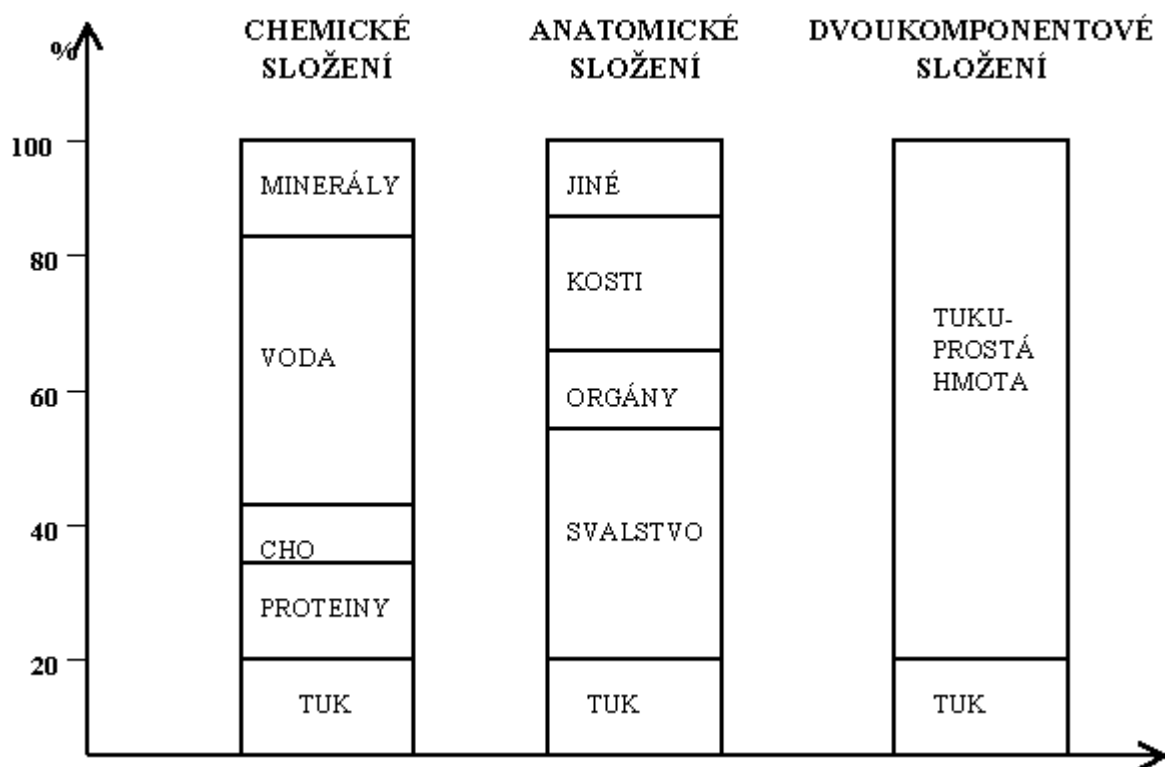 %
CHEMICKÉ
SLOŽENÍ
ANATOMICKÉ
SLOŽENÍ
DVOUKOMPONENTOVÉ
SLOŽENÍ
100
80
60
40
20
MINERÁLY
VODA
CHO
PROTEINY
TUK
JINÉ
KOSTI
ORGÁNY
SVALSTVO
TUK
TUKU-
PROSTÁ
HMOTA
TUK